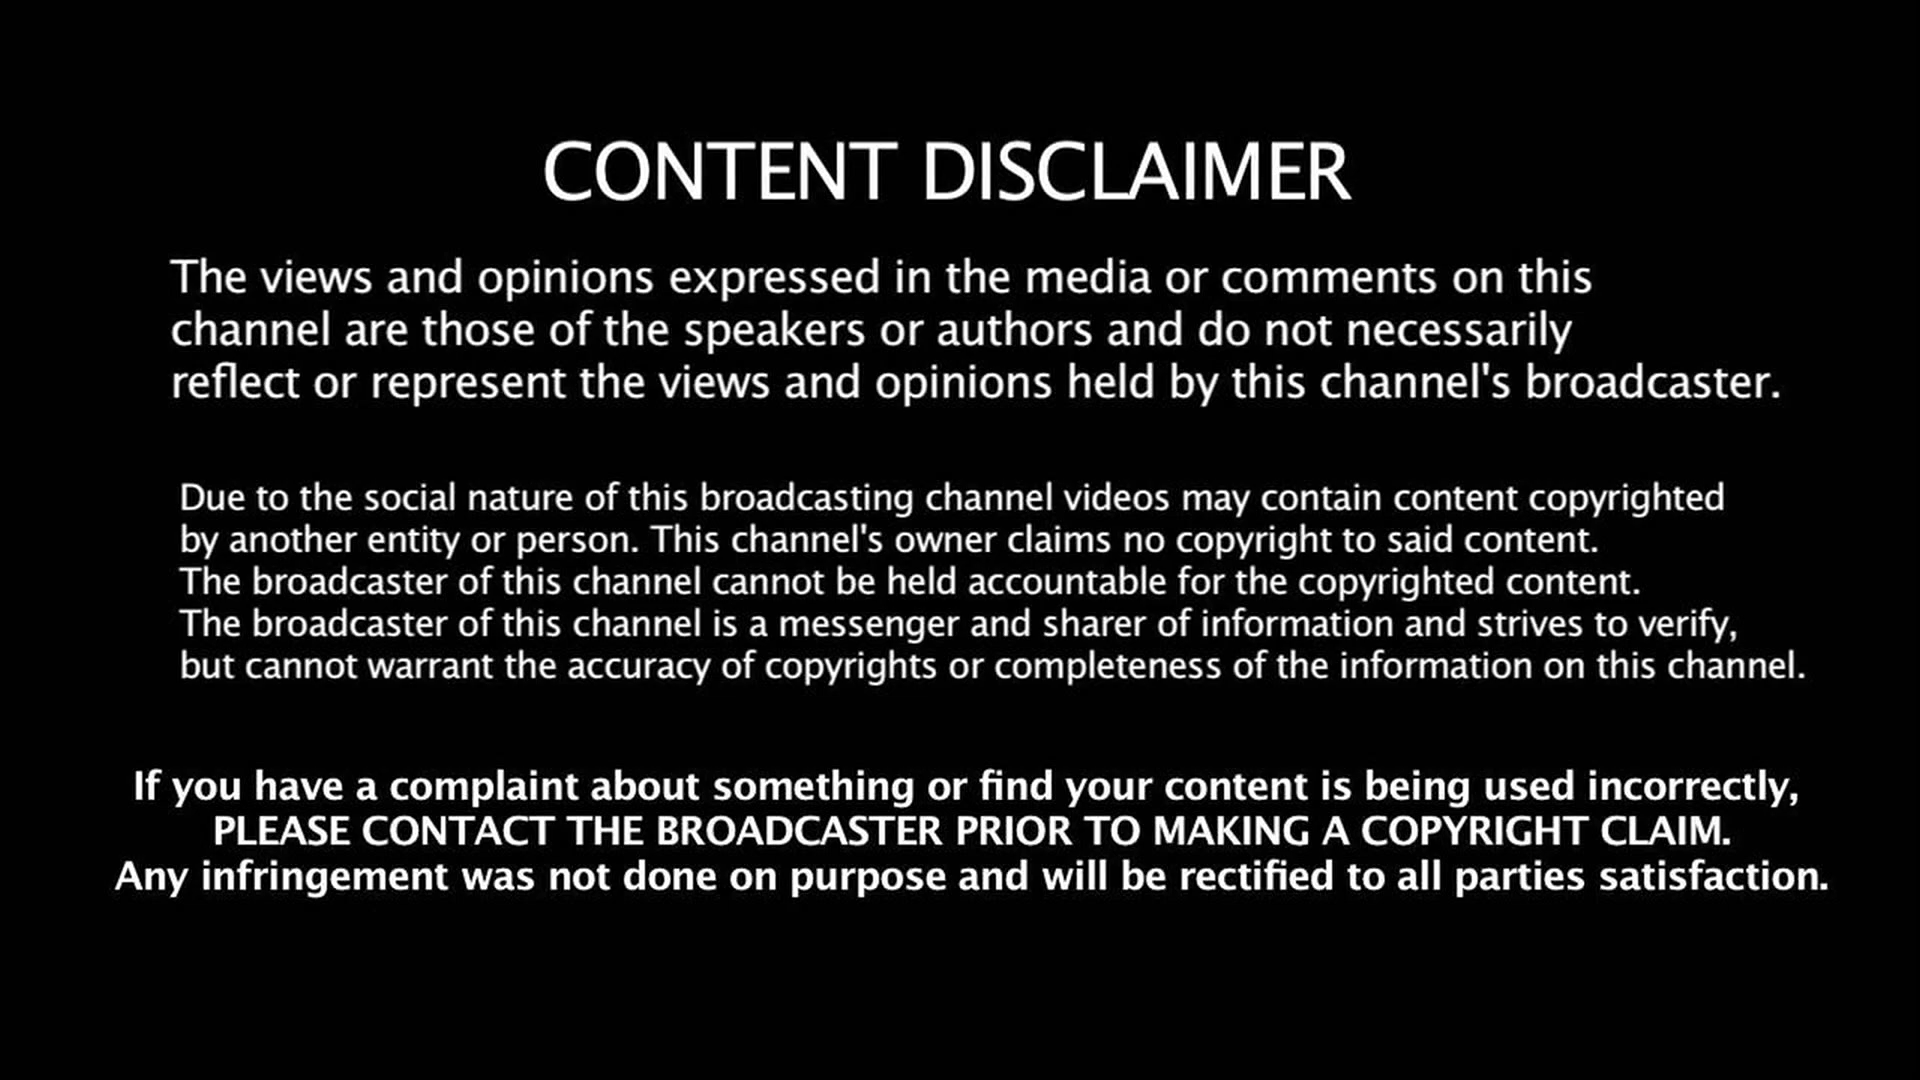 CONTENT DISCLAIMER
The views and opinions expressed in the media or comments on this
channel are those of the speakers or authors and do not necessarily
reflect or represent the views and opinions held by this channel's broadcaster.
Due to the social nature of this broadcasting channel videos may contain content copyrighted
by another entity or person. This channel's owner claims no copyright to said content.
The broadcaster of this channel cannot be held accountable for the copyrighted content.
The broadcaster of this channel is a messenger and sharer of information and strives to verify,
but cannot warrant the accuracy of copyrights or completeness of the information on this channel.
If you have a complaint about something or find your content is being used incorrectly,
PLEASE CONTACT THE BROADCASTER PRIOR TO MAKING A COPYRIGHT CLAIM.
Any infringement was not done on purpose and will be rectified to all parties satisfaction.